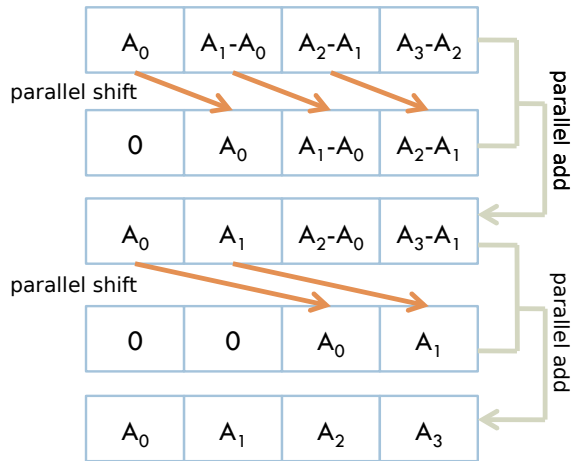 A₀ A₁-A₀ A₂-A₁ A₃-A₂
parallel shift
0 A₀ A₁-A₀ A₂-A₁
parallel add
A₀ A₁ A₂-A₀ A₃-A₁
parallel shift
0 0 A₀ A₁
parallel add
A₀ A₁ A₂ A₃